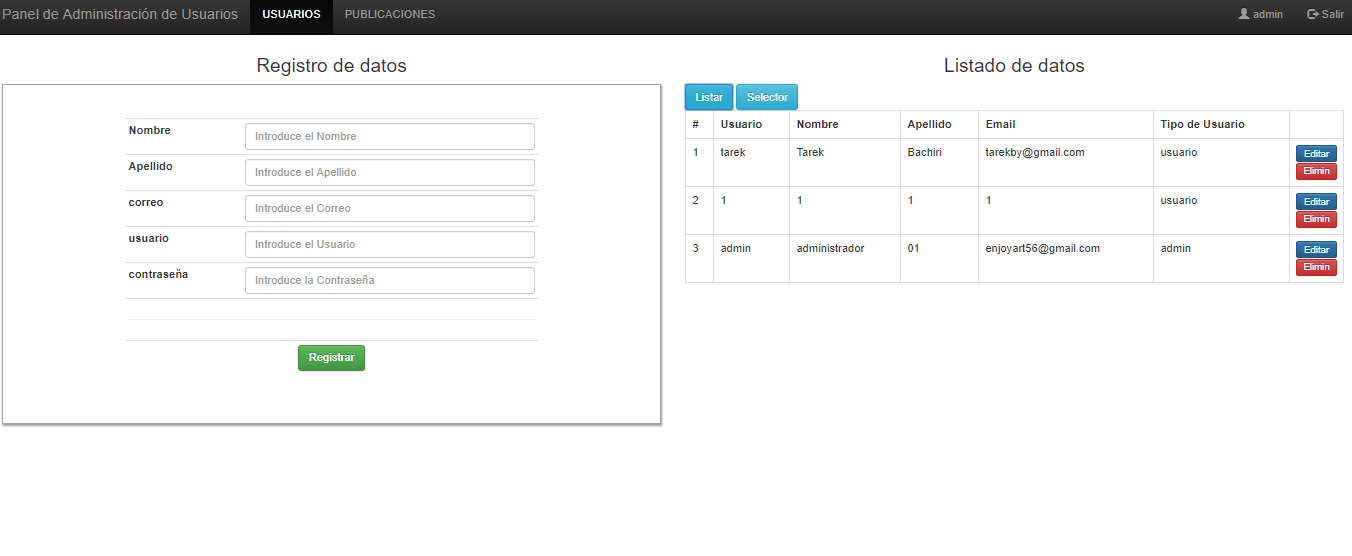 Panel de Administración de Usuarios USUARIOS PUBLICACIONES admin Salir
Registro de datos
Nombre Introduce el Nombre
Apellido Introduce el Apellido
correo Introduce el Correo
usuario Introduce el Usuario
contraseña Introduce la Contraseña
Registrar
Listado de datos
Listar Selector
# Usuario Nombre Apellido Email Tipo de Usuario
1 tarek Tarek Bachiri tarekby@gmail.com usuario Editar
Elimin
2 1 1 1 1 usuario Editar
Elimin
3 admin administrador 01 enjoyart56@gmail.com admin Editar
Elimin